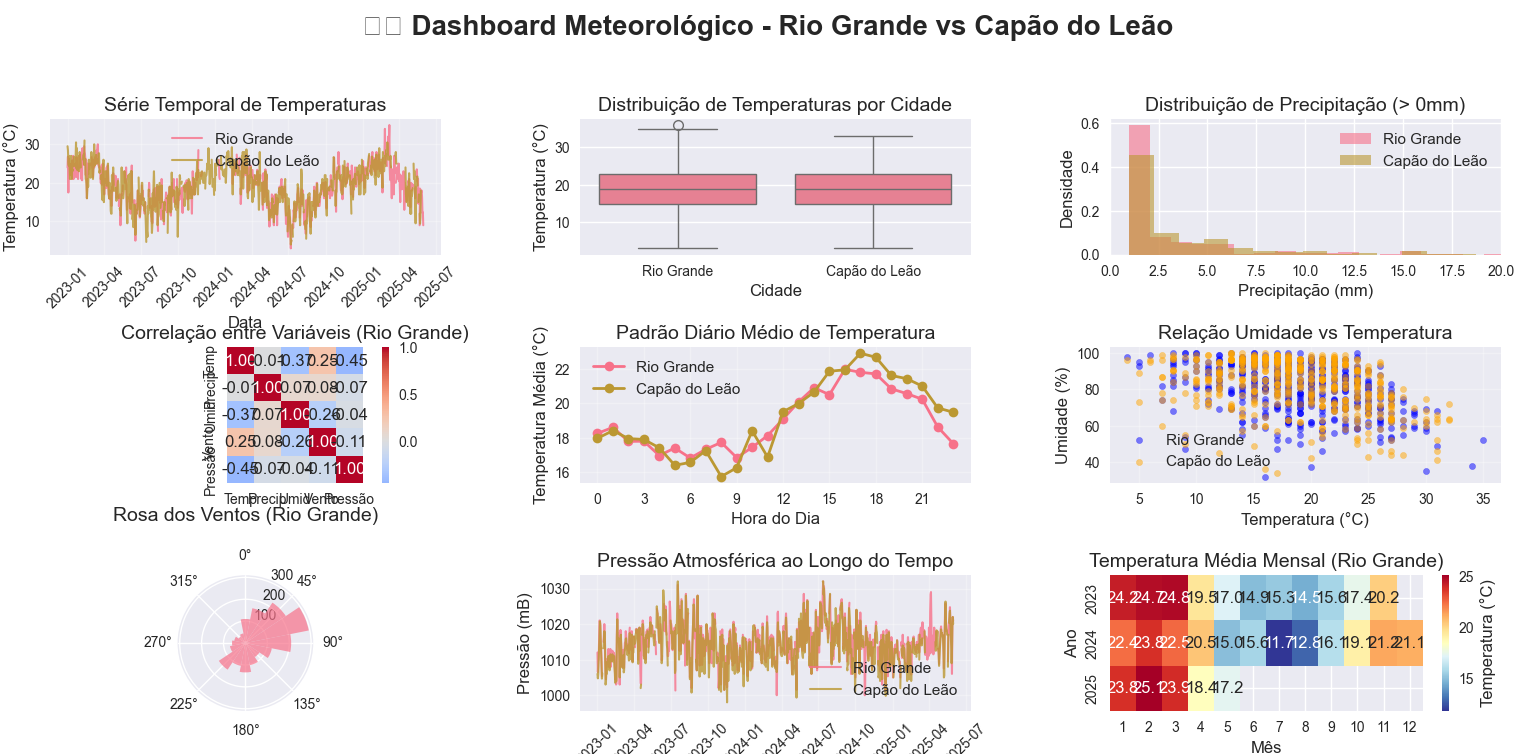 Dashboard Meteorológico - Rio Grande vs Capão do Leão
Série Temporal de Temperaturas
Temperatura (°C)
30
20
10
Rio Grande
Capão do Leão
2023-01
2023-04
2023-07
2023-10
2024-01
2024-04
2024-07
2024-10
2025-01
2025-04
2025-07
Data
Distribuição de Temperaturas por Cidade
Temperatura (°C)
30
20
10
Rio Grande
Capão do Leão
Cidade
Distribuição de Precipitação (> 0mm)
Densidade
0.6
0.4
0.2
0.0
Rio Grande
Capão do Leão
0.0 2.5 5.0 7.5 10.0 12.5 15.0 17.5 20.0
Precipitação (mm)
Correlação entre Variáveis (Rio Grande)
Temp
Precip
Umid
Vento
Pressão
1.00 -0.01 -0.37 0.25 -0.45
-0.01 1.00 0.07 0.08 -0.07
-0.37 0.07 1.00 -0.26 -0.04
0.25 0.08 -0.26 1.00 -0.11
-0.45 -0.07 -0.04 -0.11 1.00
Temp Precip Umid Vento Pressão
1.0
0.5
0.0
Padrão Diário Médio de Temperatura
Temperatura Média (°C)
22
20
18
16
Rio Grande
Capão do Leão
0 3 6 9 12 15 18 21
Hora do Dia
Relação Umidade vs Temperatura
Umidade (%)
100
80
60
40
Rio Grande
Capão do Leão
5 10 15 20 25 30 35
Temperatura (°C)
Rosa dos Ventos (Rio Grande)
0°
45°
90°
135°
180°
225°
270°
315°
100
200
300
Pressão Atmosférica ao Longo do Tempo
Pressão (mB)
1030
1020
1010
1000
Rio Grande
Capão do Leão
2023-01
2023-04
2023-07
2023-10
2024-01
2024-04
2024-07
2024-10
2025-01
2025-04
2025-07
Temperatura Média Mensal (Rio Grande)
Ano
2023
2024
2025
24.2 24.7 24.8 19.5 17.0 14.9 15.3 14.5 15.6 17.4 20.2
22.4 23.8 22.5 20.5 15.0 15.6 11.7 12.8 16.1 19.1 21.2 21.1
23.8 25.1 23.9 18.4 17.2
1 2 3 4 5 6 7 8 9 10 11 12
Mês
25
20
15
Temperatura (°C)